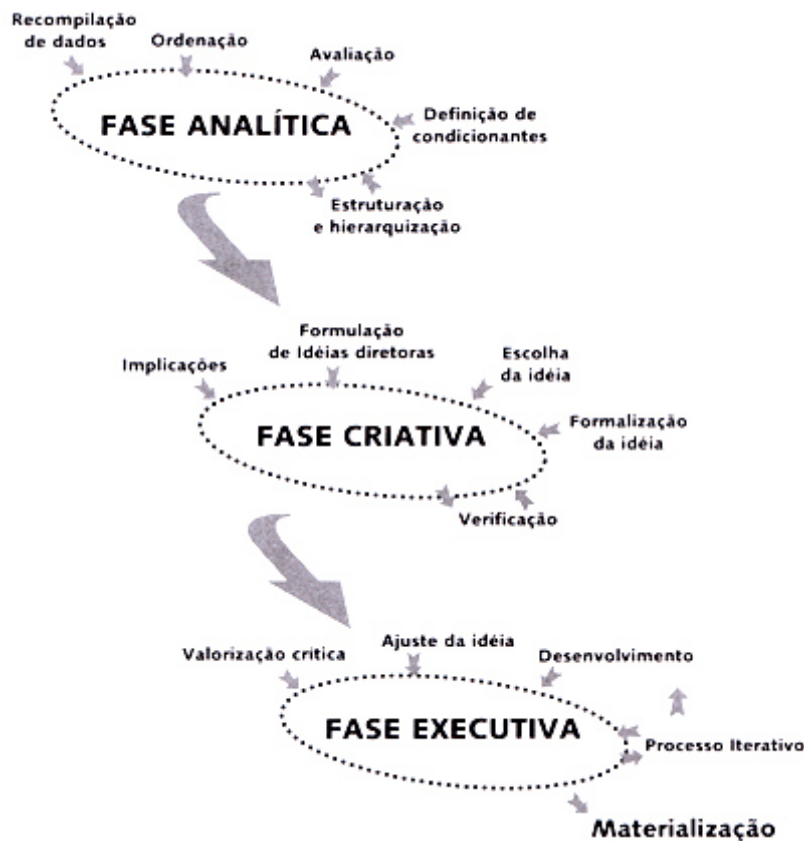 Recompilação
de dados
Ordenação
Avaliação
FASE ANALÍTICA
Definição de
condicionantes
Estruturação
e hierarquização
Formulação
de Idéias diretoras
Implicações
Escolha
da idéia
FASE CRIATIVA
Formalização
da idéia
Verificação
Valorização crítica
Ajuste da idéia
Desenvolvimento
FASE EXECUTIVA
Processo Iterativo
Materialização